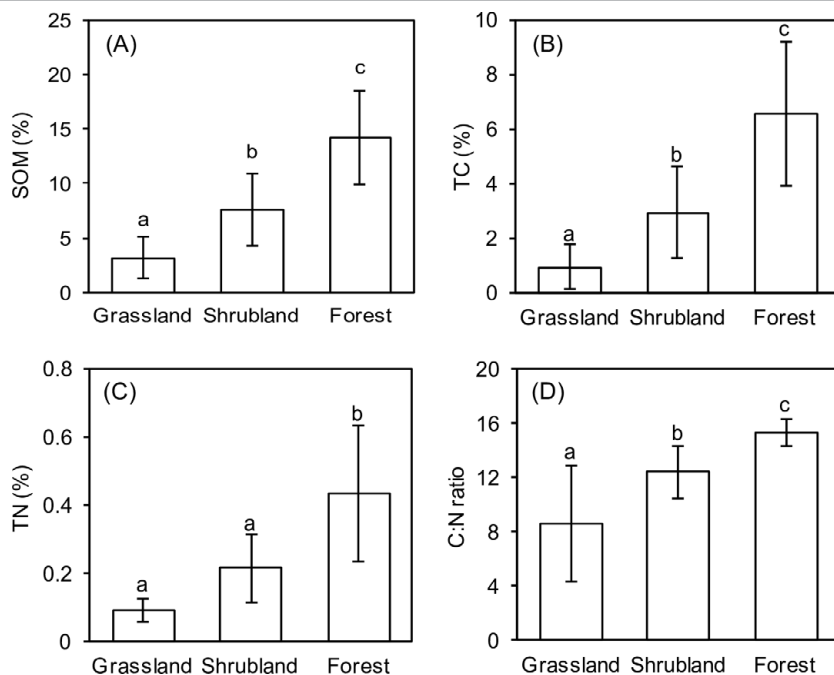 (A)
SOM (%)
25
20
15
10
5
0
a
b
c
Grassland Shrubland Forest
(B)
TC (%)
10
8
6
4
2
0
a
b
c
Grassland Shrubland Forest
(C)
TN (%)
0.8
0.6
0.4
0.2
0
a
a
b
Grassland Shrubland Forest
(D)
C:N ratio
20
16
12
8
4
0
a
b
c
Grassland Shrubland Forest